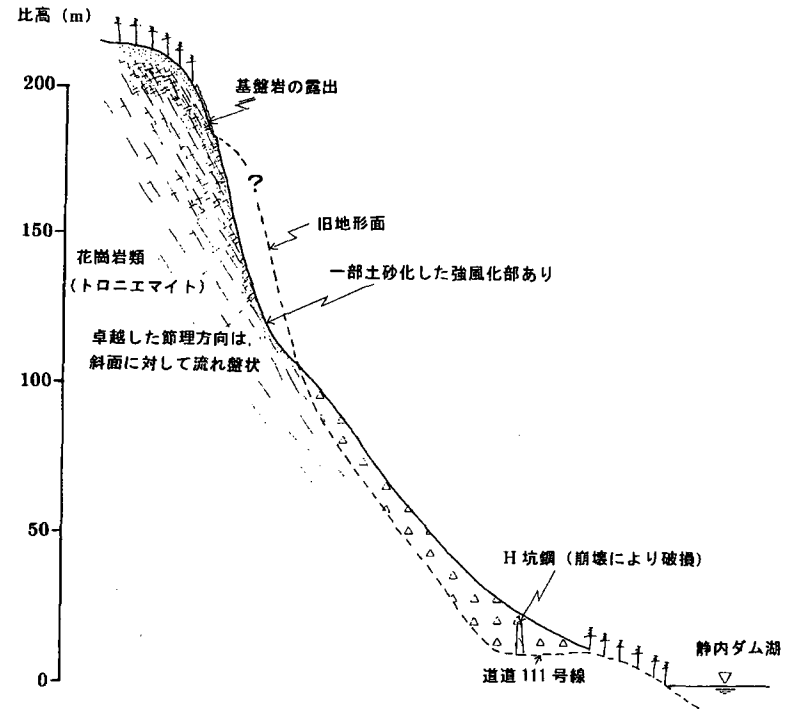 比高 (m)
200
基盤岩の露出
?
150
旧地形面
花崗岩類
(トロニエマイト)
一部土砂化した強風化部あり
卓越した節理方向は,
斜面に対して流れ盤状
100
50
H坑鋼 (崩壊により破損)
静内ダム湖
道道 111 号線
0